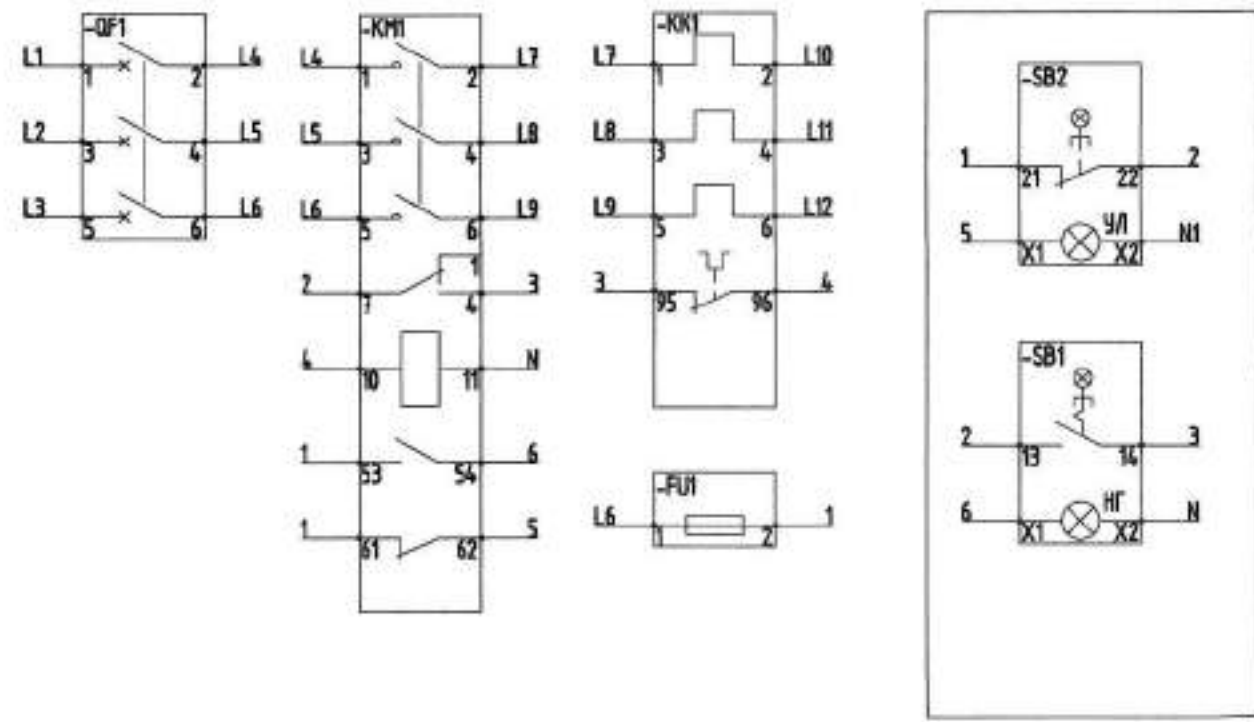 -QF1
L1 1 2 L4
L2 3 4 L5
L3 5 6 L6
-KM1
L4 1 2 L7
L5 3 4 L8
L6 5 6 L9
1
2 7 4 3
4 10 11 N
1 53 54 6
1 61 62 5
-KK1
L7 1 2 L10
L8 3 4 L11
L9 5 6 L12
3 95 96 4
-FU1
L6 1 2 1
-SB2
1 21 22 2
УЛ
5 X1 X2 N1
-SB1
2 13 14 3
НГ
6 X1 X2 N